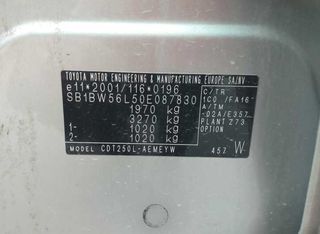 TOYOTA MOTOR ENGINEERING & MANUFACTURING EUROPE SA/NV
e11*2001/116*0196
SB1BW56L50E087830
1970 kg
3270 kg
1- 1020 kg
2- 1020 kg
MODEL CDT250L-AEMEYW
C/TR
1C0 /FA16
A/TM
-02A/E357
PLANT Z73
OPTION
457 W